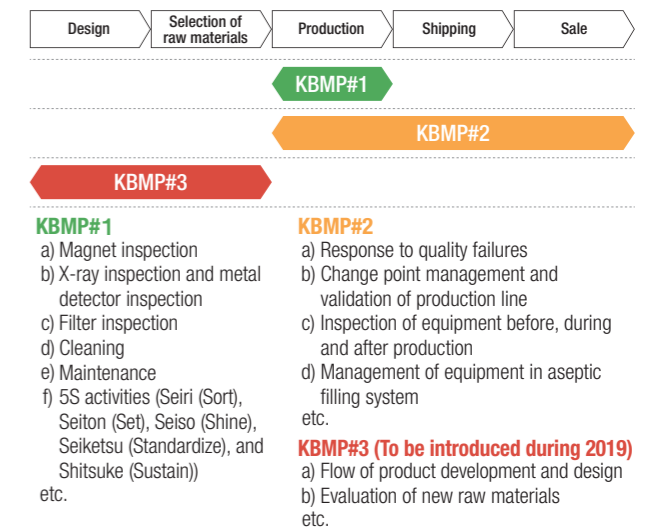 Design
Selection of
raw materials
Production
Shipping
Sale
KBMP#1
KBMP#2
KBMP#3
KBMP#1
a) Magnet inspection
b) X-ray inspection and metal
detector inspection
c) Filter inspection
d) Cleaning
e) Maintenance
f) 5S activities (Seiri (Sort),
Seiton (Set), Seiso (Shine),
Seiketsu (Standardize), and
Shitsuke (Sustain))
etc.
KBMP#2
a) Response to quality failures
b) Change point management and
validation of production line
c) Inspection of equipment before, during
and after production
d) Management of equipment in aseptic
filling system
etc.
KBMP#3 (To be introduced during 2019)
a) Flow of product development and design
b) Evaluation of new raw materials
etc.